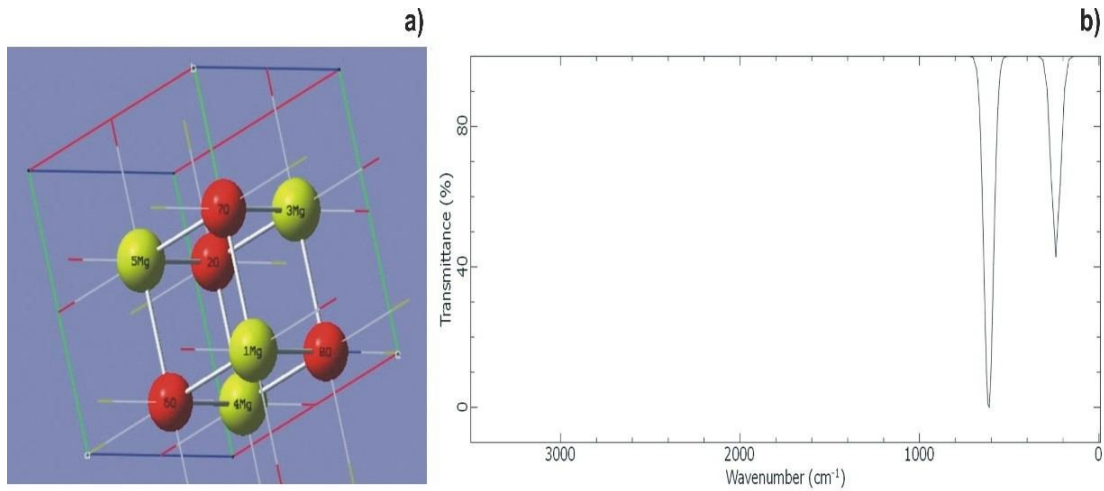 a)
b
7O
3Mg
5Mg
2O
1Mg
8O
6O
4Mg
c
a
b)
Transmittance (%)
80
40
0
3000
2000
1000
0
Wavenumber (cm⁻¹)